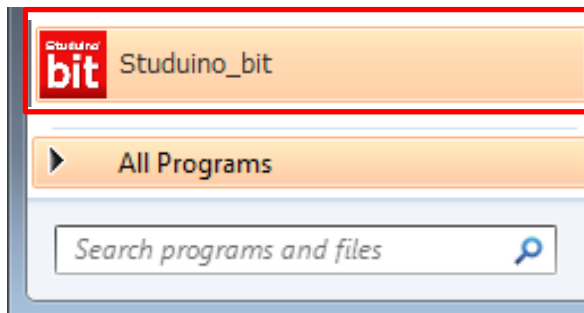 Studuino
bit
Studuino_bit
All Programs
Search programs and files